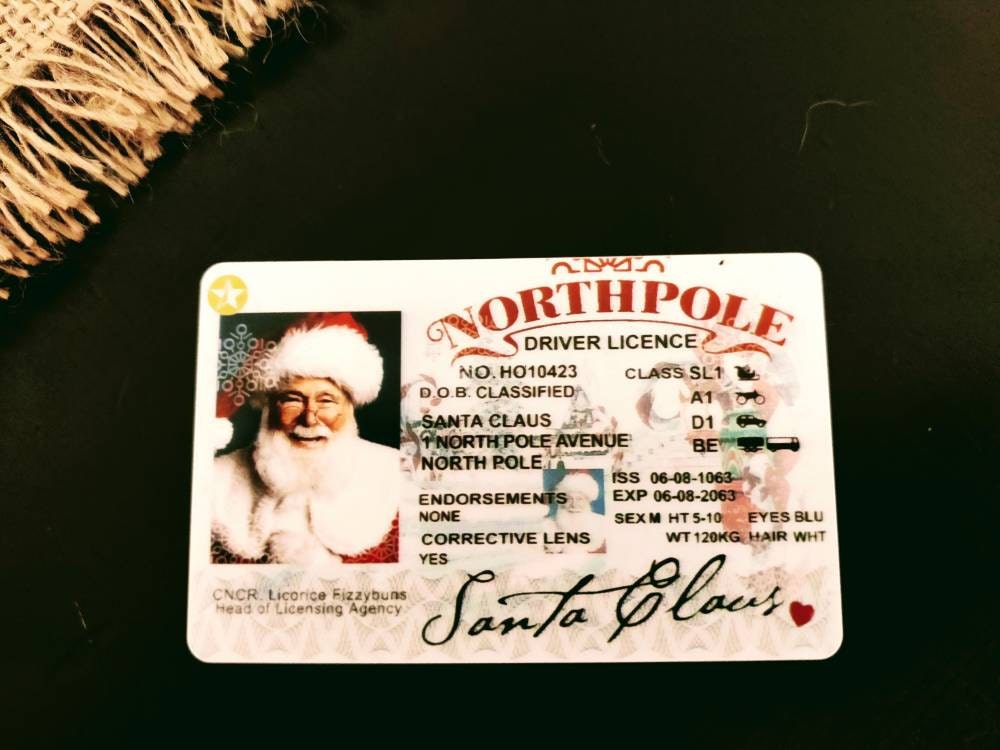 NORTHPOLE
DRIVER LICENCE
NO. HO10423
D.O.B. CLASSIFIED
CLASS SL1
A1
SANTA CLAUS
D1
1 NORTH POLE AVENUE
BE
NORTH POLE
ISS 06-08-1063
EXP 06-08-2063
ENDORSEMENTS
NONE
SEX M HT 5-10 EYES BLU
WT 120KG HAIR WHT
CORRECTIVE LENS
YES
CNCR. Licorice Fizzybuns
Head of Licensing Agency
Santa Claus